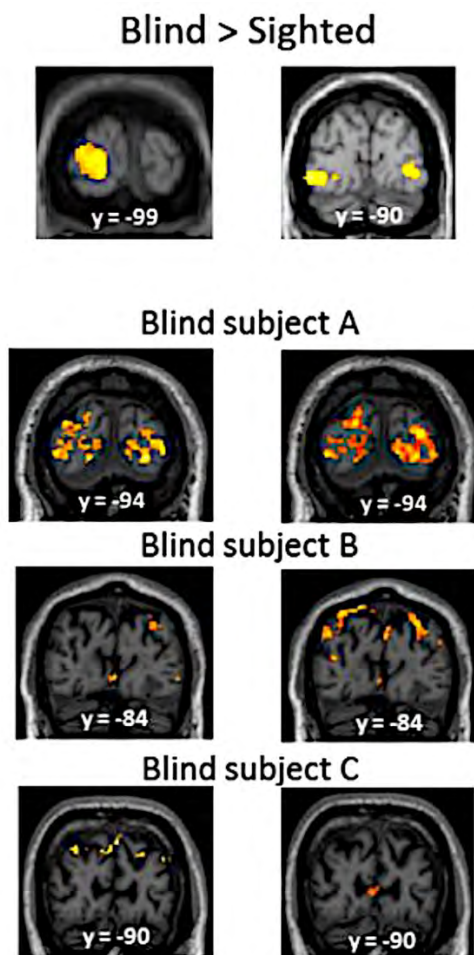 Blind > Sighted
y = -99
y = -90
Blind subject A
y = -94
y = -94
Blind subject B
y = -84
y = -84
Blind subject C
y = -90
y = -90